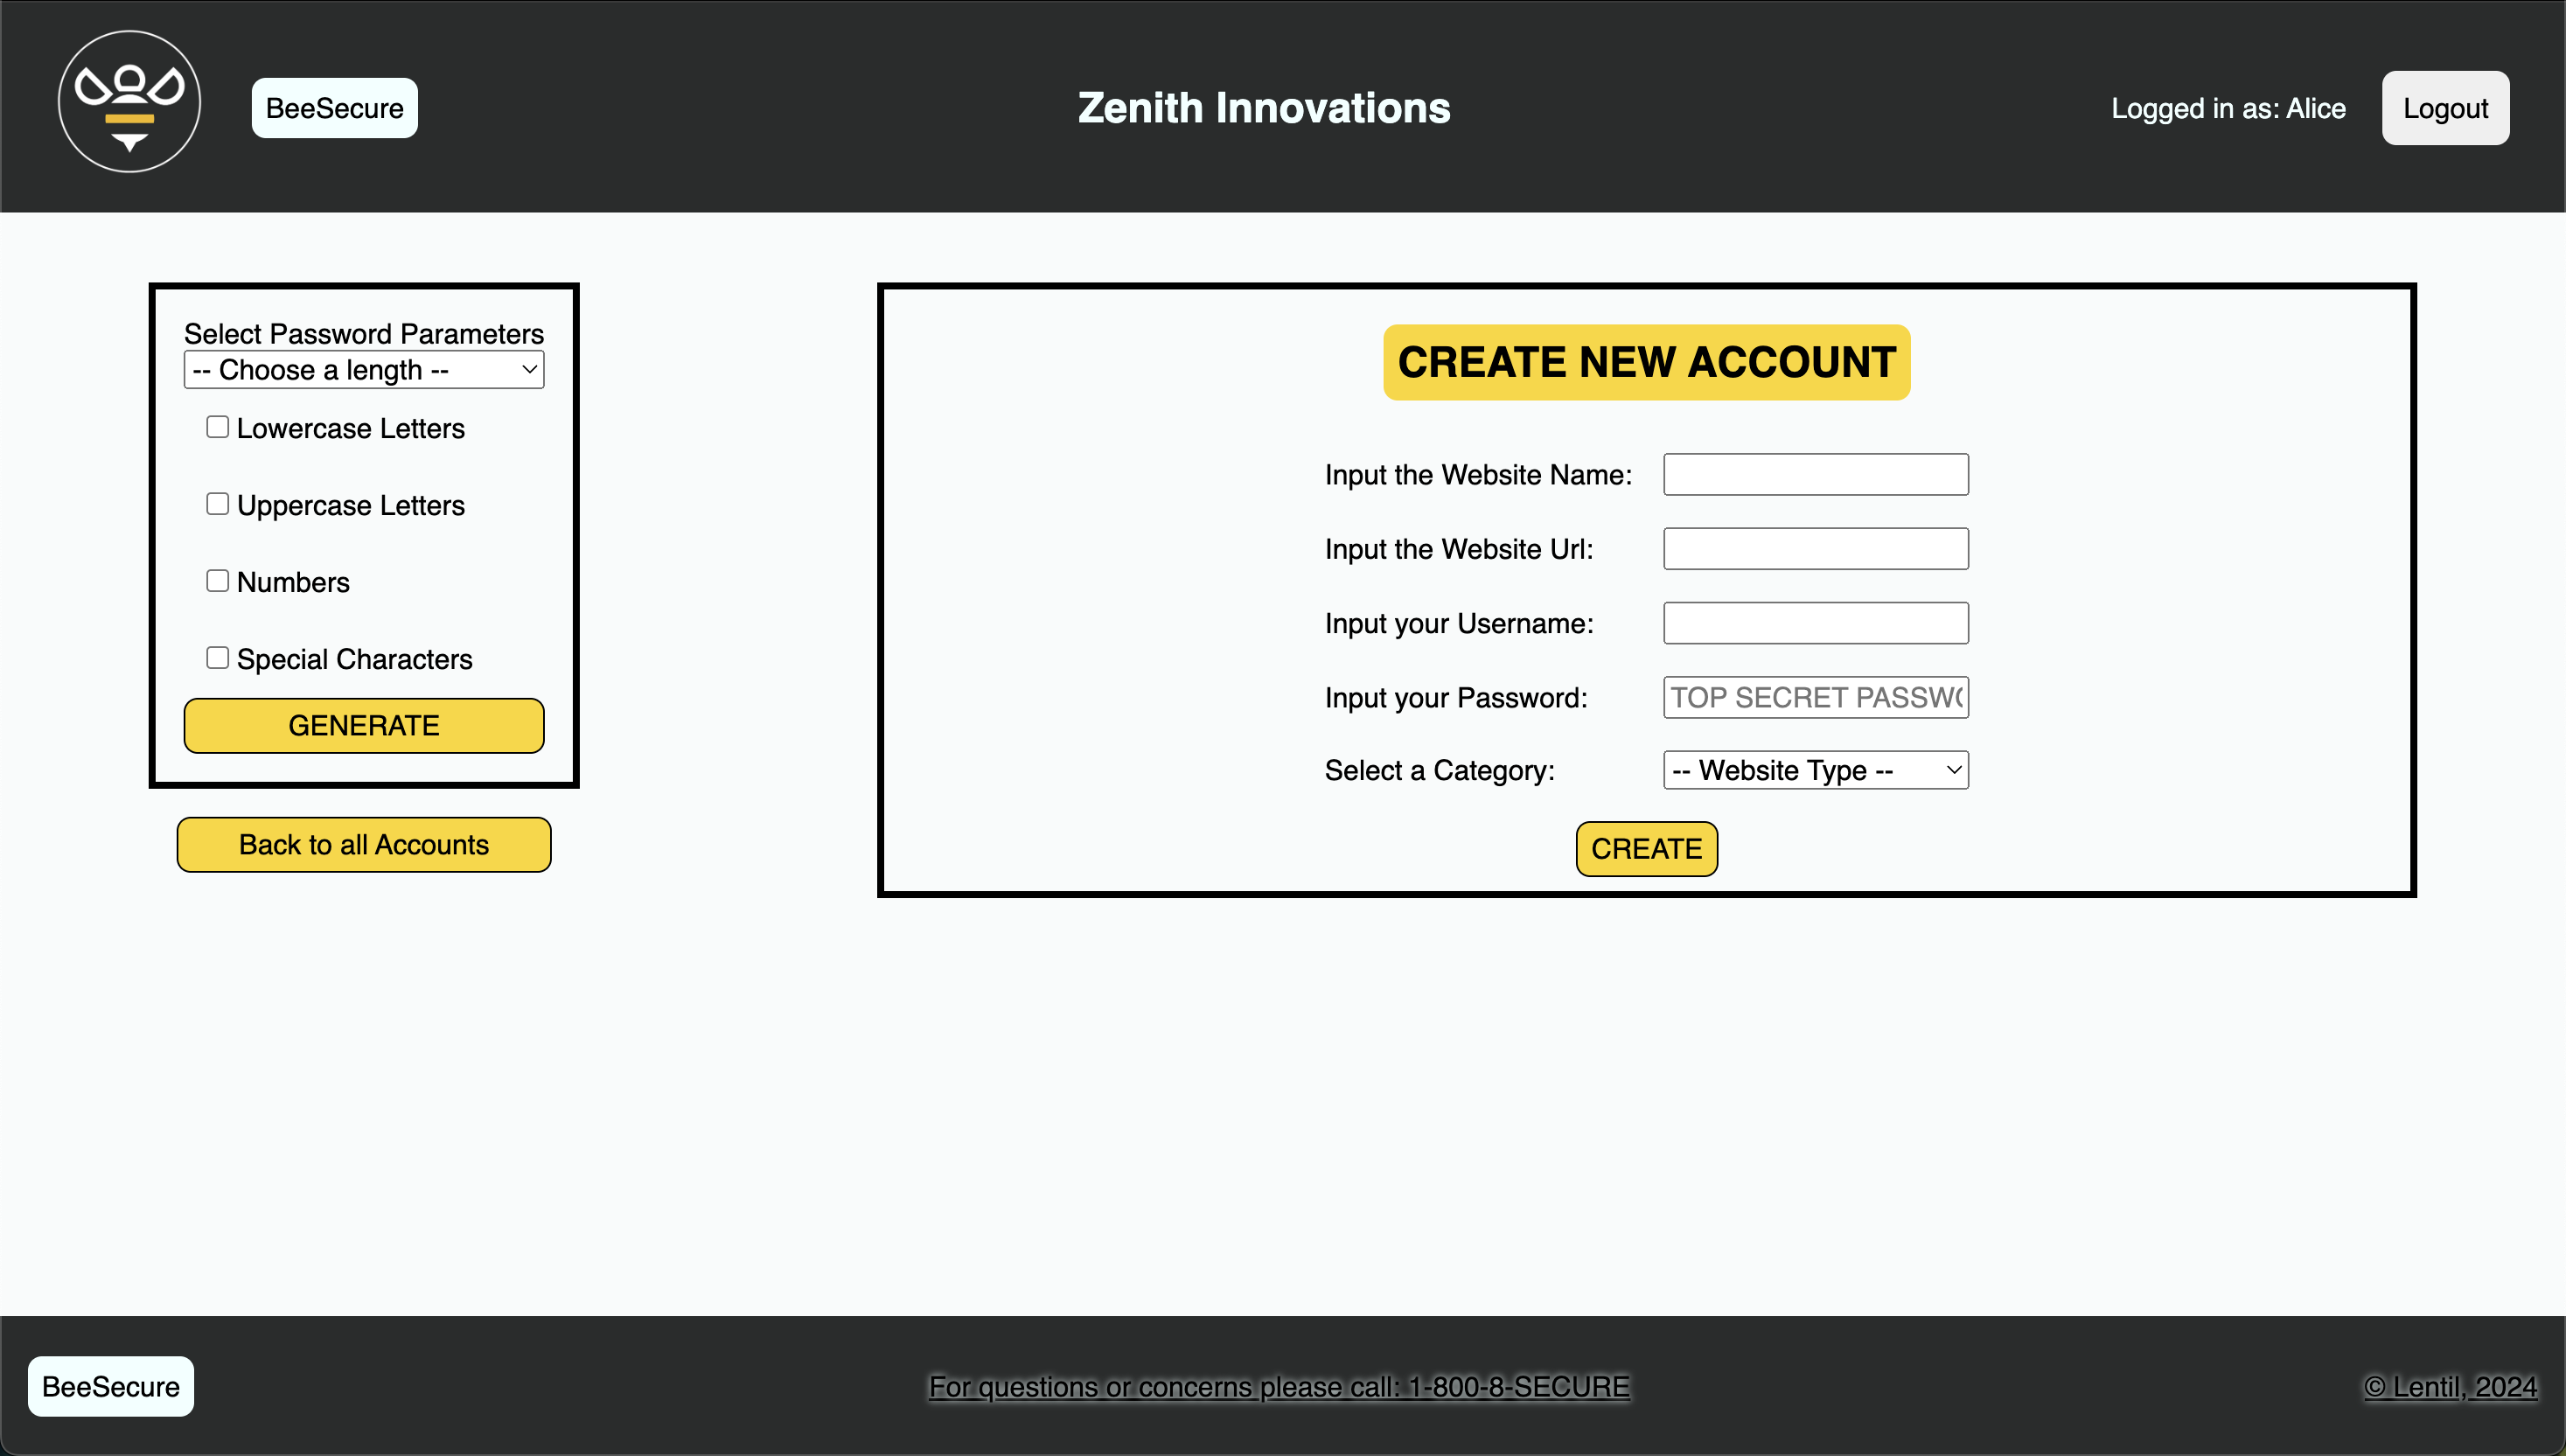 BeeSecure
Zenith Innovations
Logged in as: Alice
Logout
Select Password Parameters
-- Choose a length --
Lowercase Letters
Uppercase Letters
Numbers
Special Characters
GENERATE
Back to all Accounts
CREATE NEW ACCOUNT
Input the Website Name:
Input the Website Url:
Input your Username:
Input your Password: TOP SECRET PASSWO
Select a Category: -- Website Type --
CREATE
BeeSecure
For questions or concerns please call: 1-800-8-SECURE
© Lentil, 2024